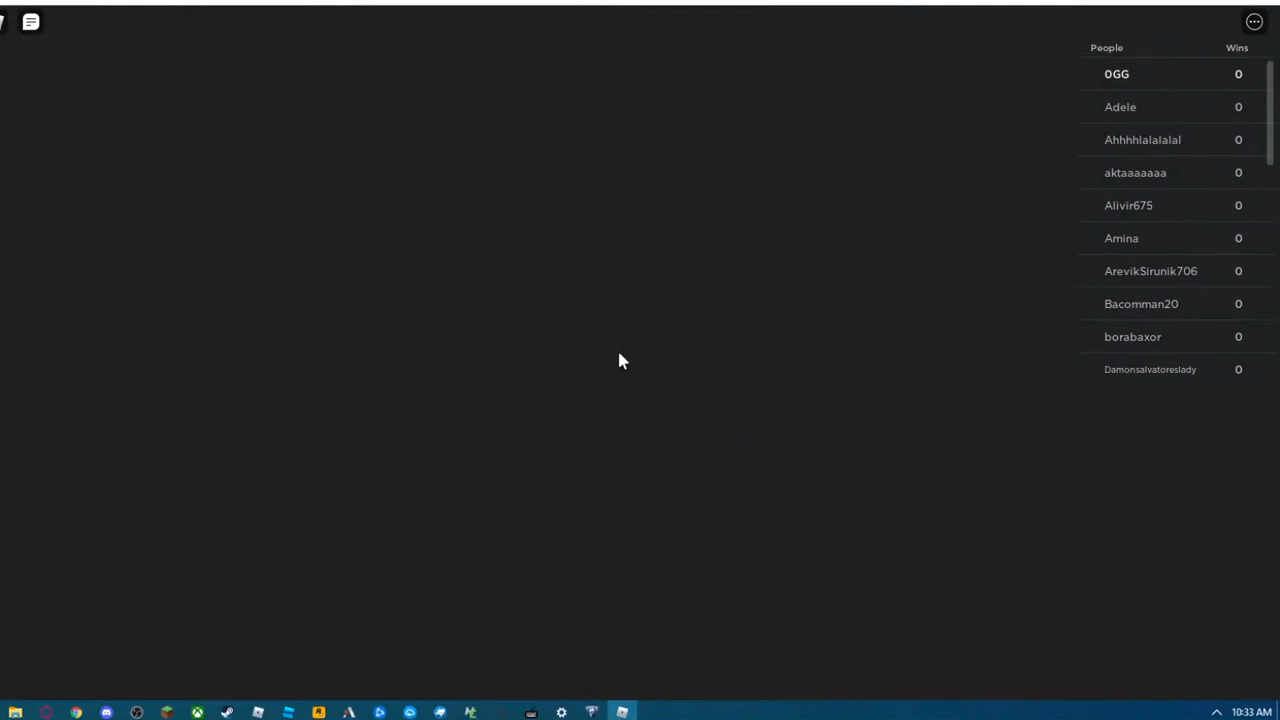 People Wins
0GG 0
Adele 0
Ahhhhlalalalal 0
aktaaaaaaa 0
Alivir675 0
Amina 0
ArevikSirunik706 0
Bacomman20 0
borabaxor 0
Damonsalvatoreslady 0
10:33 AM